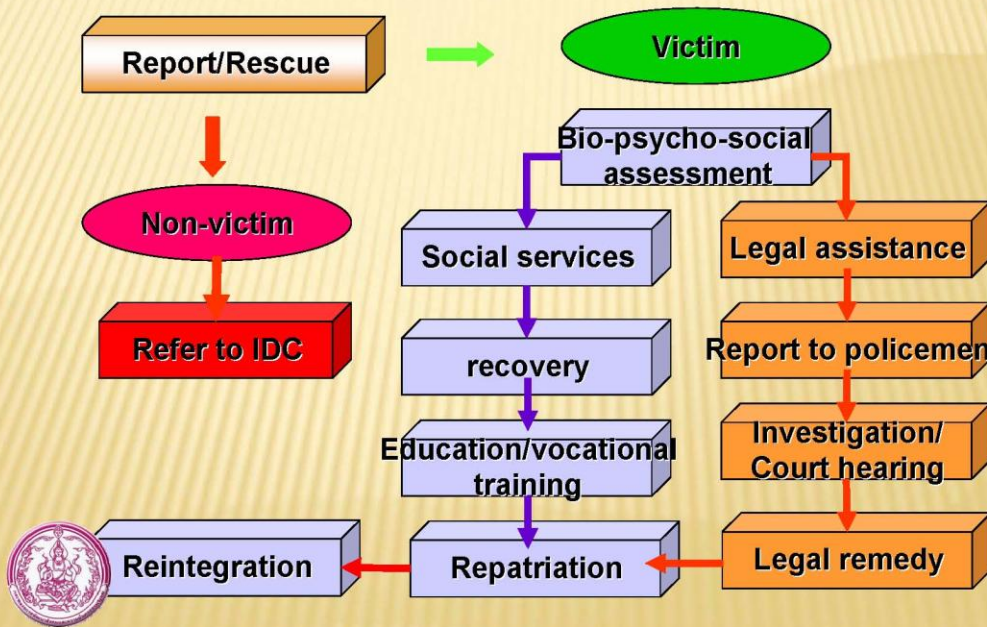 Report/Rescue
Victim
Bio-psycho-social
assessment
Non-victim
Social services
Legal assistance
Refer to IDC
recovery
Report to policement
Education/vocational
training
Investigation/
Court hearing
Reintegration
Repatriation
Legal remedy